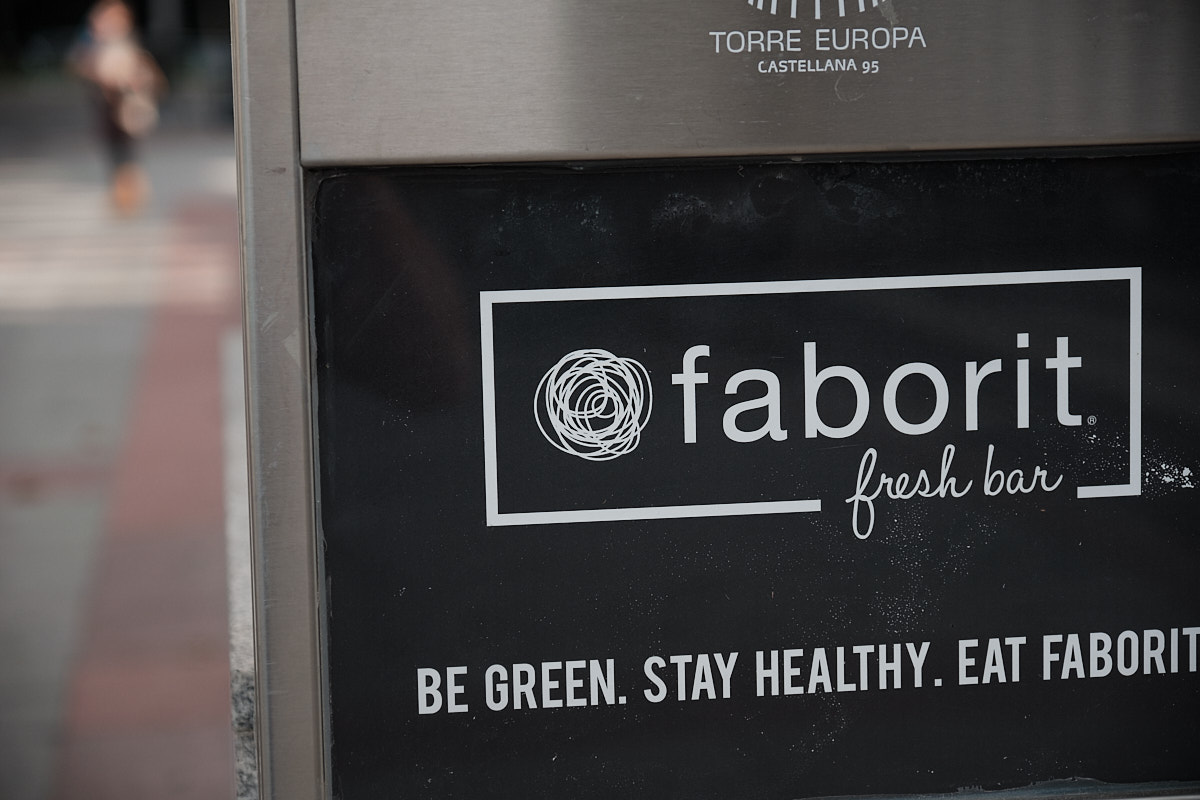 TORRE EUROPA
CASTELLANA 95
faborit®
fresh bar
BE GREEN. STAY HEALTHY. EAT FABORIT